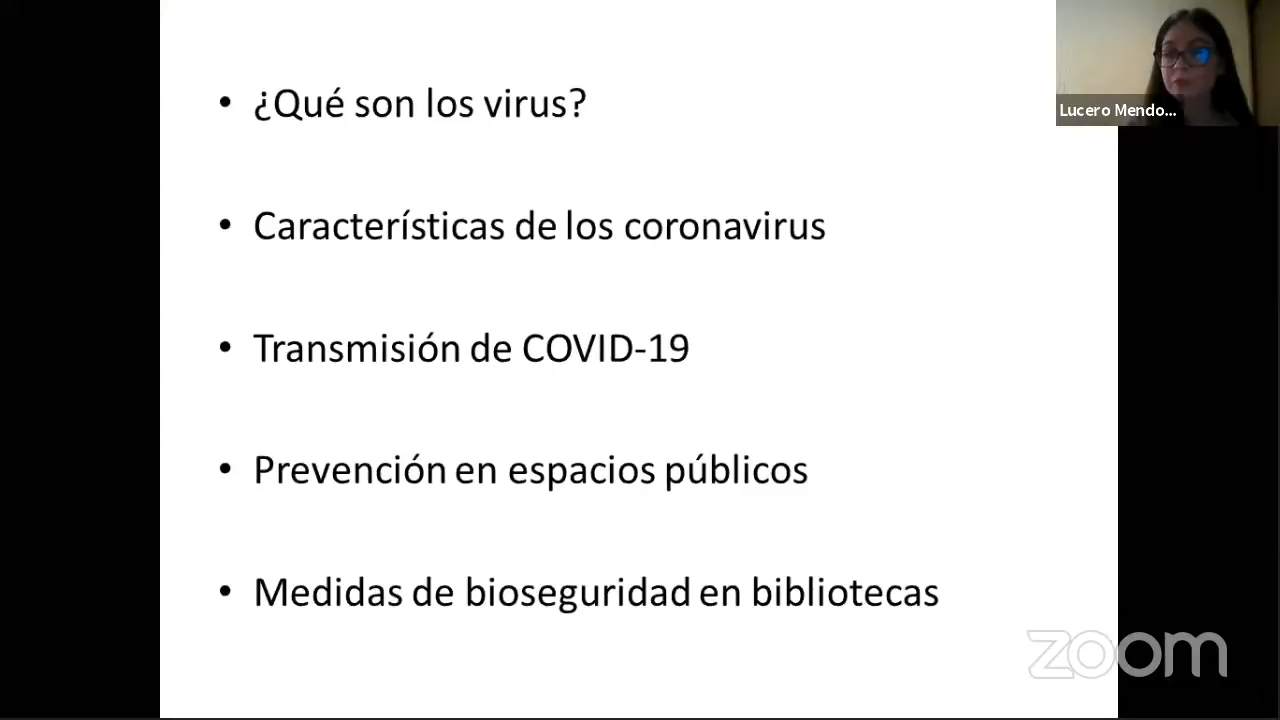 • ¿Qué son los virus?
Lucero Mendo...
• Características de los coronavirus
• Transmisión de COVID-19
• Prevención en espacios públicos
• Medidas de bioseguridad en bibliotecas
zoom